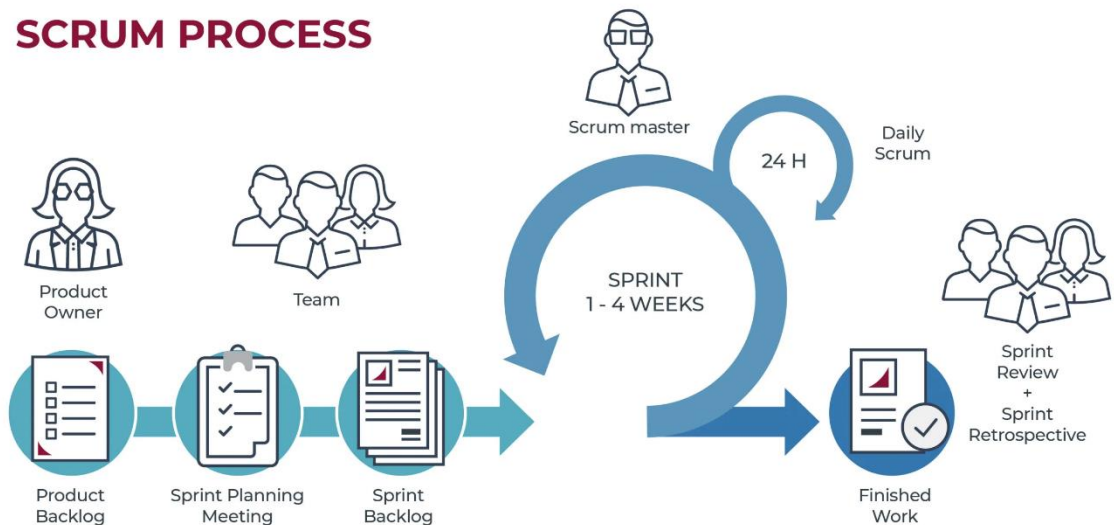 SCRUM PROCESS
Scrum master
24 H
Daily
Scrum
Product
Owner
Team
SPRINT
1 - 4 WEEKS
Sprint
Review
+
Sprint
Retrospective
Product
Backlog
Sprint Planning
Meeting
Sprint
Backlog
Finished
Work